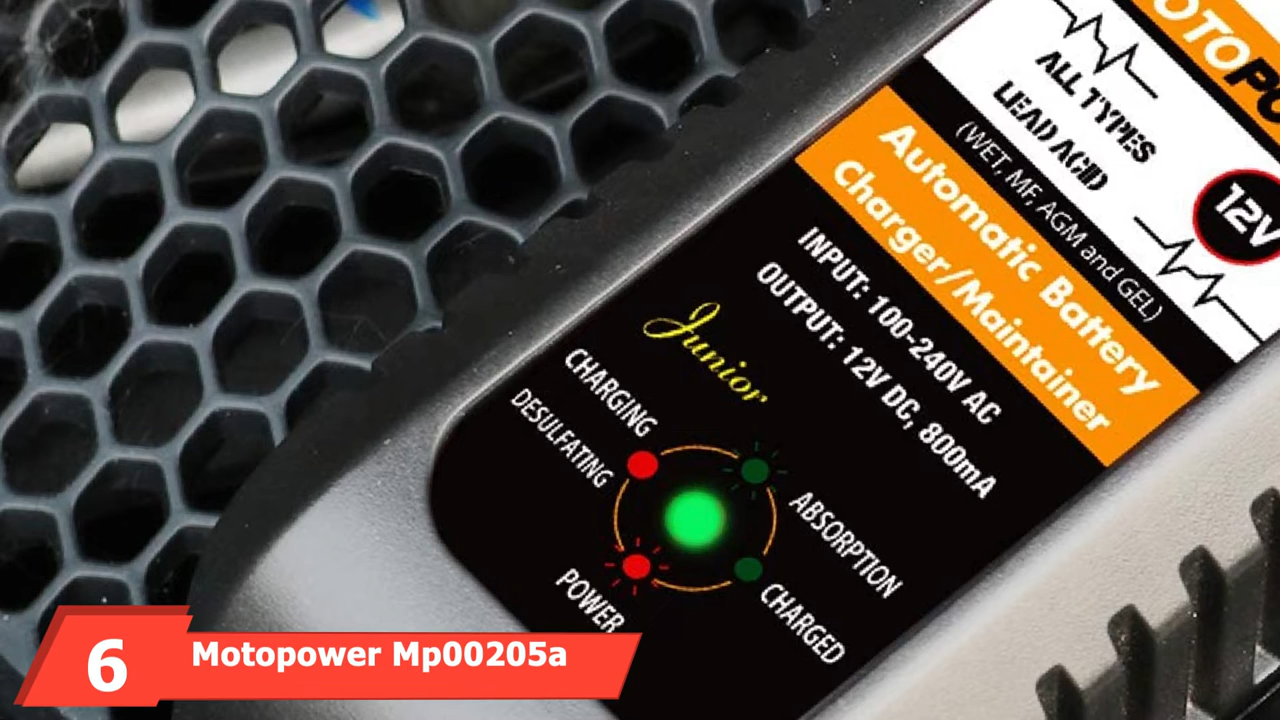 ALL TYPES
LEAD ACID
(WET, MF, AGM and GEL)
12V
Automatic Battery
Charger/Maintainer
INPUT: 100-240V AC
OUTPUT: 12V DC, 800mA
Junior
CHARGING
DESULFATING
ABSORPTION
POWER
CHARGED
6
Motopower Mp00205a